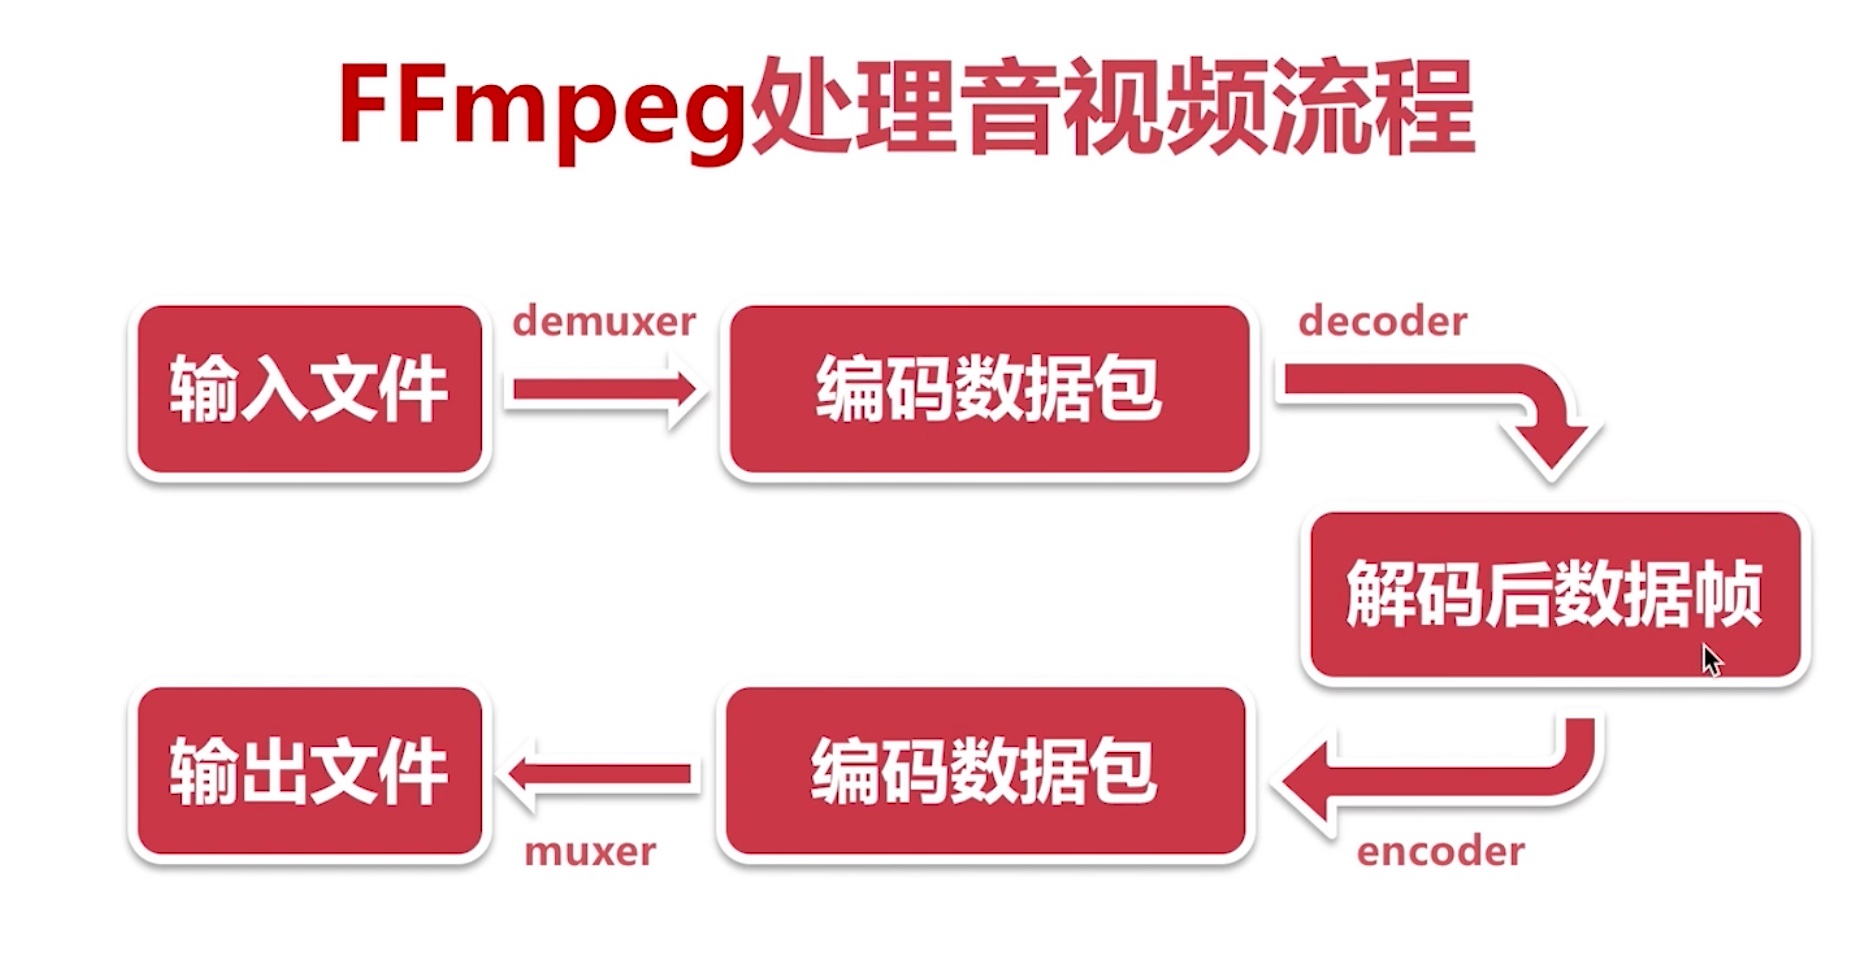 FFmpeg处理音视频流程
demuxer
decoder
输入文件
编码数据包
解码后数据帧
输出文件
编码数据包
muxer
encoder